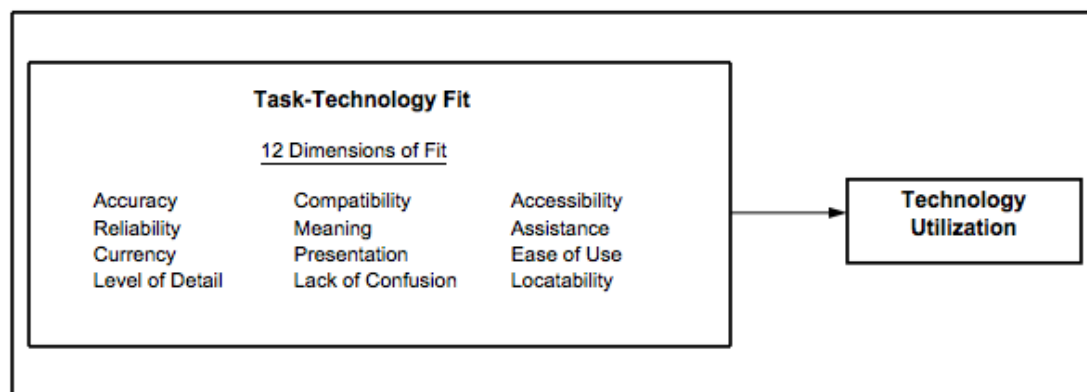 Task-Technology Fit
12 Dimensions of Fit
Accuracy
Reliability
Currency
Level of Detail
Compatibility
Meaning
Presentation
Lack of Confusion
Accessibility
Assistance
Ease of Use
Locatability
Technology
Utilization